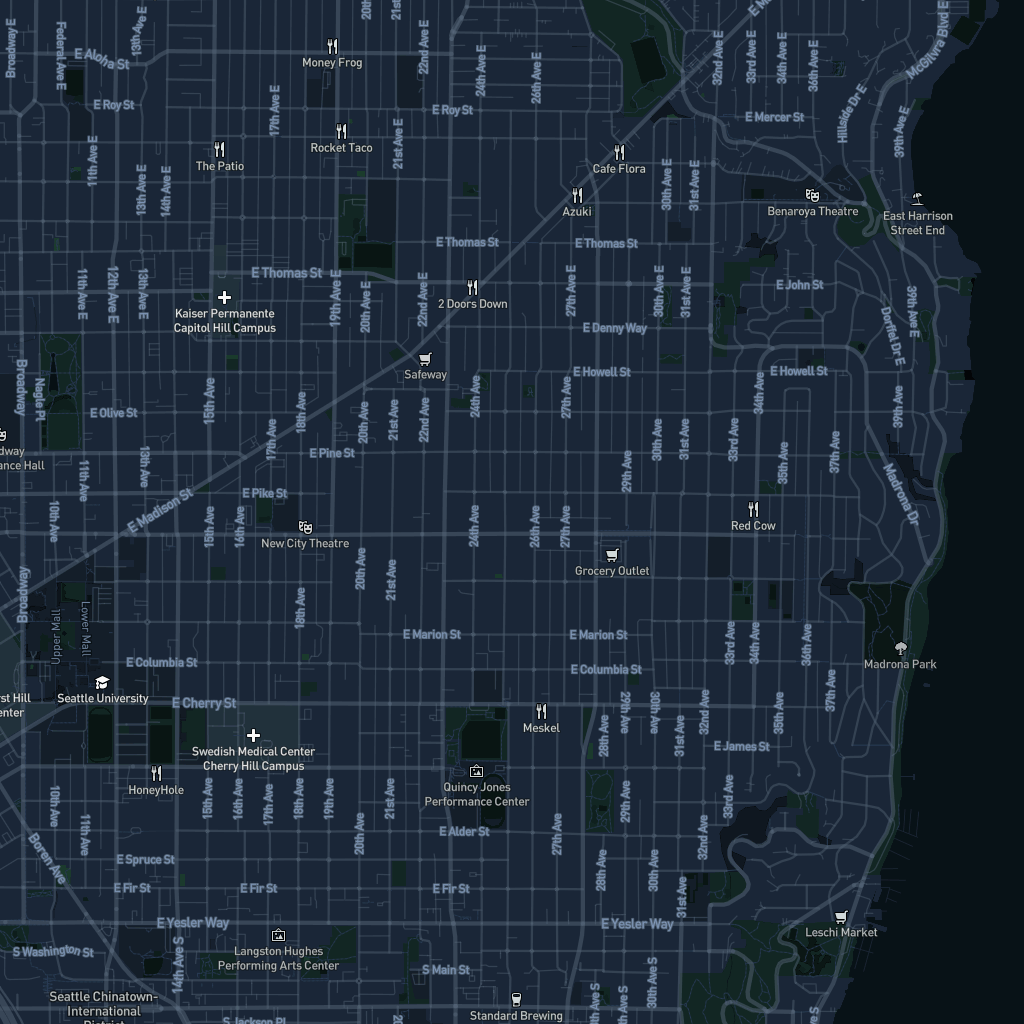 Broadway E
Federal Ave E
13th Ave E
20th
21st
22nd Ave E
E M
McGilvra Blvd E
32nd Ave E
33rd Ave E
34th Ave E
36th Ave E
E Aloha St
Money Frog
24th Ave E
26th Ave E
E Roy St
17th Ave E
E Roy St
E Mercer St
Hillside Dr E
39th Ave E
Rocket Taco
21st Ave E
11th Ave E
The Patio
Cafe Flora
13th Ave E
14th Ave E
30th Ave E
31st Ave E
Azuki
Benaroya Theatre
East Harrison
Street End
E Thomas St
E Thomas St
E Thomas St
11th Ave E
12th Ave E
13th Ave E
17th Ave E
20th Ave E
22nd Ave E
2 Doors Down
27th Ave E
30th Ave E
31st Ave E
E John St
39th Ave E
Dorffel Dr E
Kaiser Permanente
Capitol Hill Campus
E Denny Way
Safeway
E Howell St
E Howell St
Broadway
Nagle Pl
15th Ave
18th Ave
24th Ave
27th Ave
34th Ave
39th Ave
E Olive St
17th Ave
20th Ave
21st Ave
22nd Ave
30th Ave
31st Ave
33rd Ave
35th Ave
37th Ave
dway
ance Hall
E Pine St
11th Ave
13th Ave
29th Ave
Madrona Dr
E Pike St
E Madison St
10th Ave
15th Ave
16th Ave
New City Theatre
24th Ave
26th Ave
27th Ave
Red Cow
Grocery Outlet
20th Ave
21st Ave
Broadway
18th Ave
Upper Mall
Lower Mall
E Marion St
E Marion St
33rd Ave
34th Ave
36th Ave
Madrona Park
E Columbia St
E Columbia St
37th Ave
rst Hill
enter
Seattle University
E Cherry St
29th Ave
30th Ave
32nd Ave
35th Ave
Meskel
28th Ave
31st Ave
E James St
Swedish Medical Center
Cherry Hill Campus
HoneyHole
Quincy Jones
Performance Center
10th Ave
11th Ave
15th Ave
16th Ave
17th Ave
18th Ave
19th Ave
20th Ave
21st Ave
27th Ave
29th Ave
33rd Ave
32nd Ave
E Alder St
Boren Ave
E Spruce St
28th Ave
30th Ave
31st Ave
E Fir St
E Fir St
E Fir St
E Yesler Way
E Yesler Way
Leschi Market
S Washington St
14th Ave S
Langston Hughes
Performing Arts Center
S Main St
30th Ave S
Seattle Chinatown-
International
District
S Jackson Pl
20
Standard Brewing
Ave S
Ave S
e S